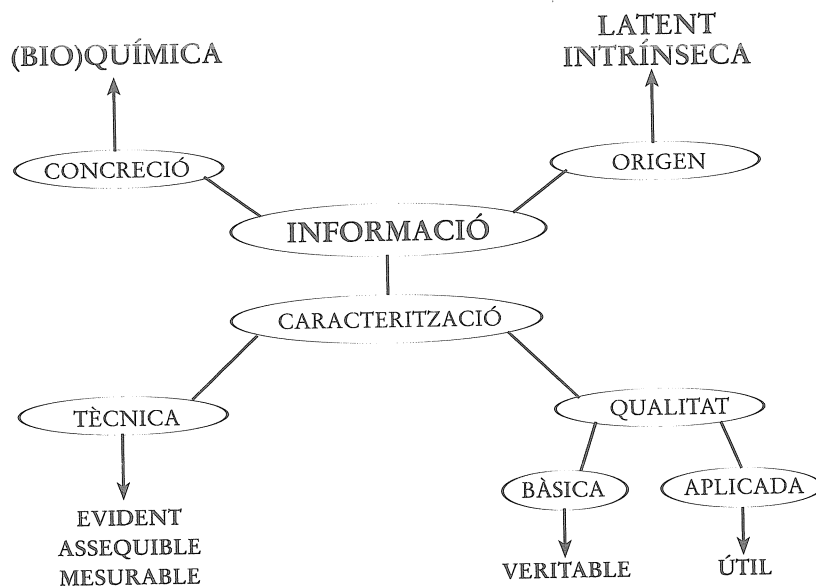 (BIO)QUÍMICA
LATENT
INTRÍNSECA
CONCRECIÓ
ORIGEN
INFORMACIÓ
CARACTERITZACIÓ
TÈCNICA
QUALITAT
BÀSICA
APLICADA
EVIDENT
ASSEQUIBLE
MESURABLE
VERITABLE
ÚTIL